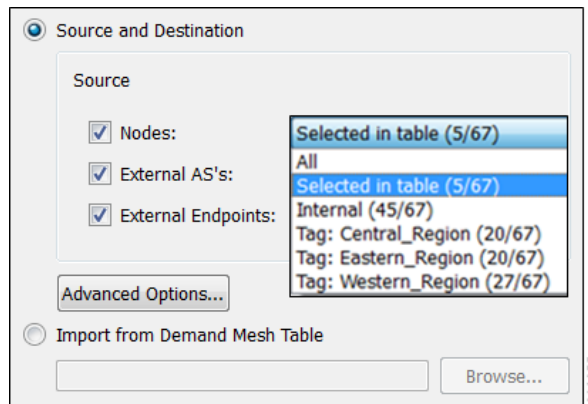 Source and Destination
Source
Nodes:
Selected in table (5/67)
All
External AS's:
Selected in table (5/67)
External Endpoints:
Internal (45/67)
Tag: Central_Region (20/67)
Tag: Eastern_Region (20/67)
Tag: Western_Region (27/67)
Advanced Options...
Import from Demand Mesh Table
Browse...